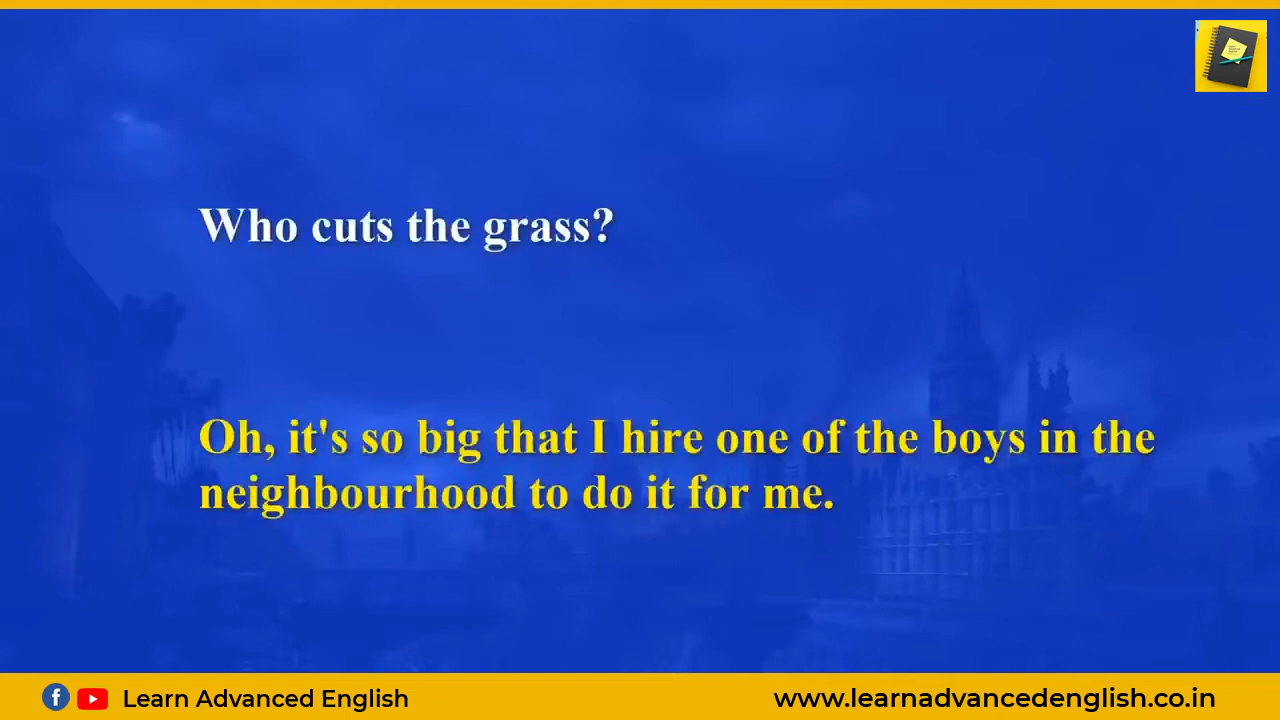 Who cuts the grass?
Oh, it's so big that I hire one of the boys in the
neighbourhood to do it for me.
Learn Advanced English
www.learnadvancedenglish.co.in